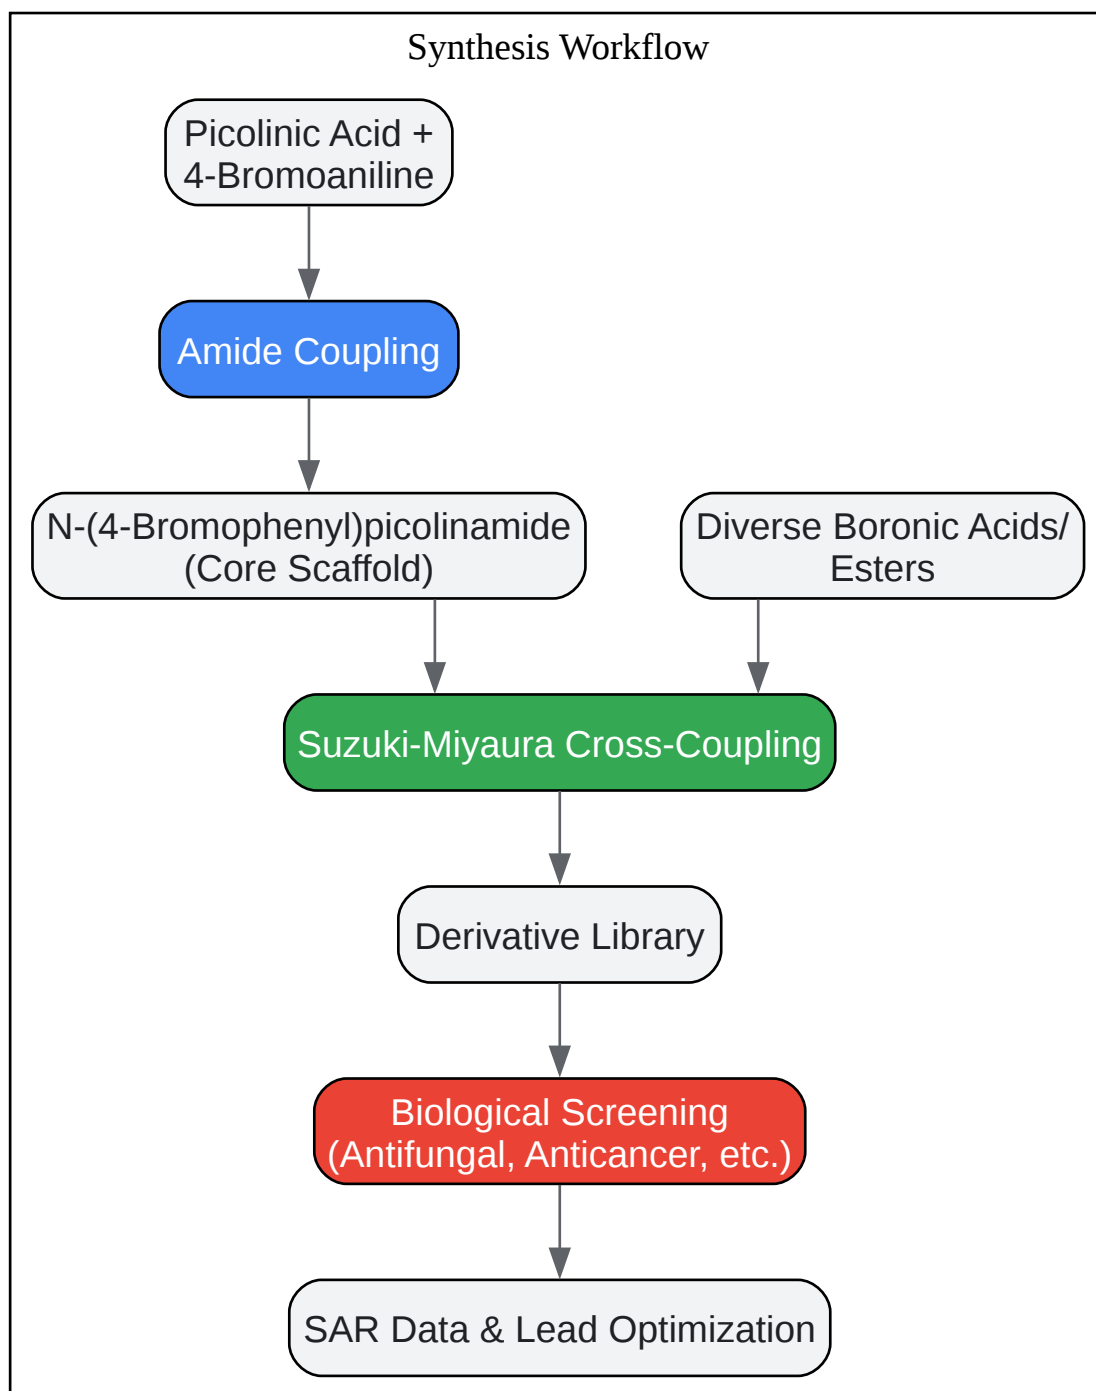 Synthesis Workflow
Picolinic Acid +
4-Bromoaniline
Amide Coupling
N-(4-Bromophenyl)picolinamide
(Core Scaffold)
Diverse Boronic Acids/
Esters
Suzuki-Miyaura Cross-Coupling
Derivative Library
Biological Screening
(Antifungal, Anticancer, etc.)
SAR Data & Lead Optimization